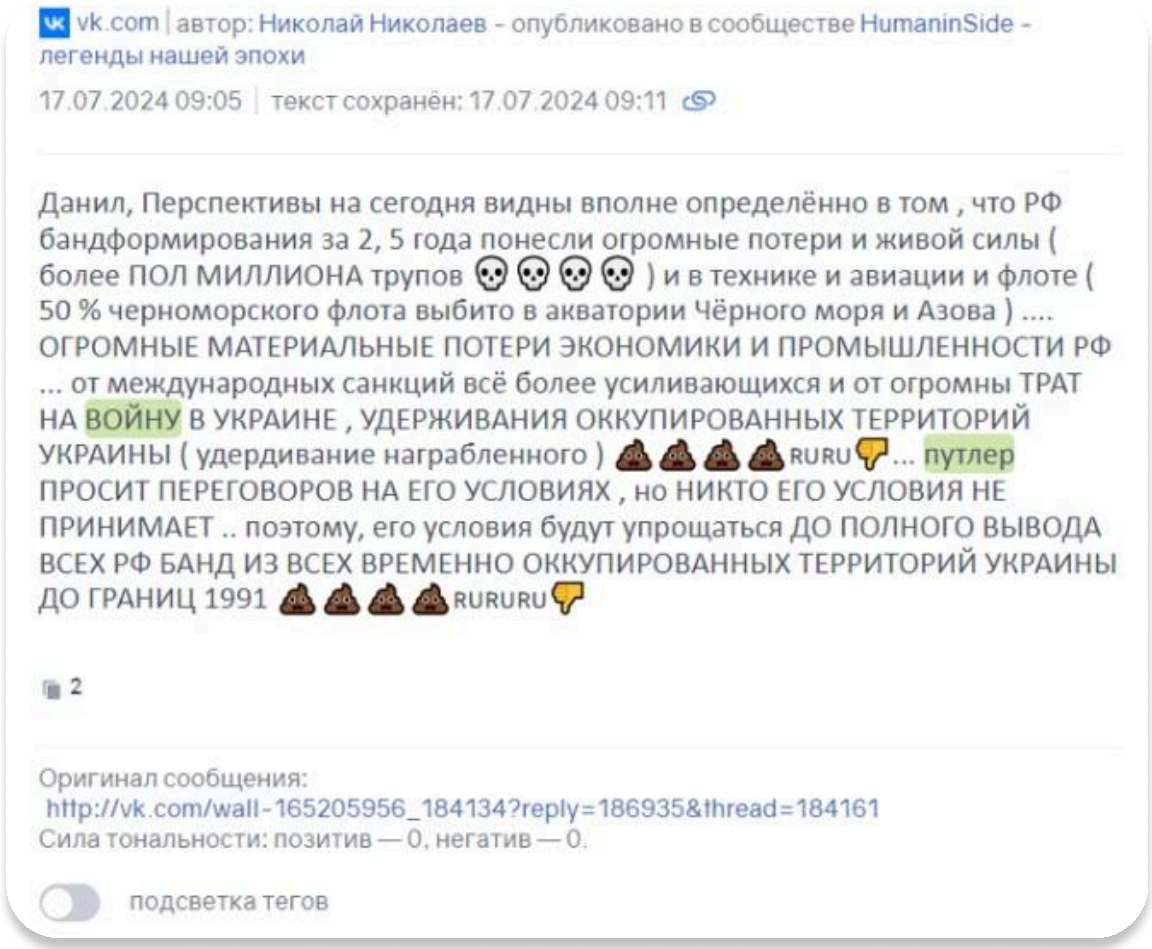 vk.com | автор: Николай Николаев - опубликовано в сообществе HumaninSide -
легенды нашей эпохи
17.07.2024 09:05 | текст сохранён: 17.07.2024 09:11
Данил, Перспективы на сегодня видны вполне определённо в том , что РФ
бандформирования за 2, 5 года понесли огромные потери и живой силы (
более ПОЛ МИЛЛИОНА трупов 💀 💀 💀 💀 ) и в технике и авиации и флоте (
50 % черноморского флота выбито в акватории Чёрного моря и Азова ) ....
ОГРОМНЫЕ МАТЕРИАЛЬНЫЕ ПОТЕРИ ЭКОНОМИКИ И ПРОМЫШЛЕННОСТИ РФ
... от международных санкций всё более усиливающихся и от огромны ТРАТ
НА ВОЙНУ В УКРАИНЕ , УДЕРЖИВАНИЯ ОККУПИРОВАННЫХ ТЕРРИТОРИЙ
УКРАИНЫ ( удердивание награбленного ) 💩 💩 💩 💩 RURU👎... путлер
ПРОСИТ ПЕРЕГОВОРОВ НА ЕГО УСЛОВИЯХ , но НИКТО ЕГО УСЛОВИЯ НЕ
ПРИНИМАЕТ .. поэтому, его условия будут упрощаться ДО ПОЛНОГО ВЫВОДА
ВСЕХ РФ БАНД ИЗ ВСЕХ ВРЕМЕННО ОККУПИРОВАННЫХ ТЕРРИТОРИЙ УКРАИНЫ
ДО ГРАНИЦ 1991 💩 💩 💩 💩 RURURU👎
2
Оригинал сообщения:
http://vk.com/wall-165205956_184134?reply=186935&thread=184161
Сила тональности: позитив — 0, негатив — 0.
подсветка тегов